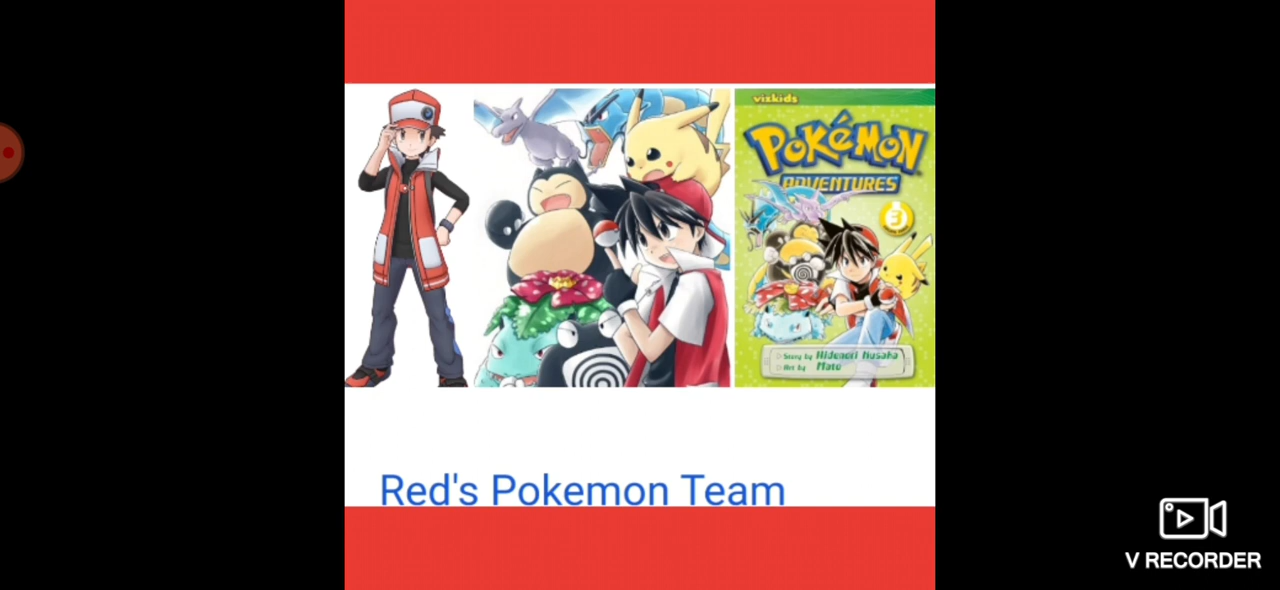 vizkids
POKéMON
ADVENTURES
3
Story by Hidenori Kusaka
Art by Mato
Red's Pokemon Team
V RECORDER